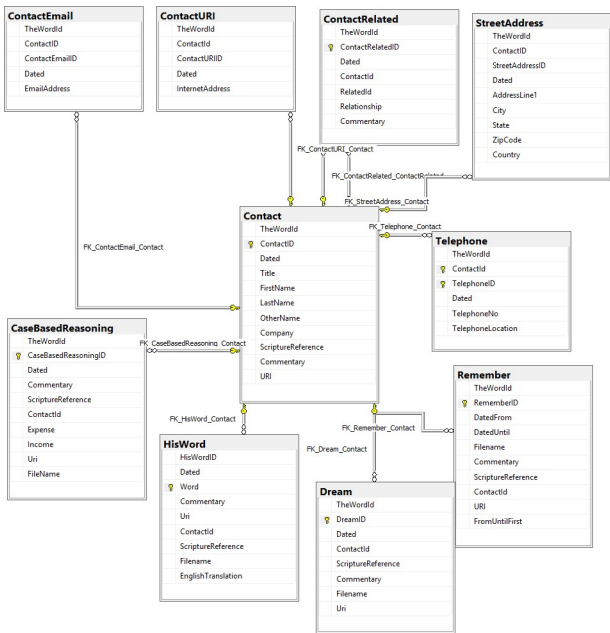 ContactEmail
TheWordId
ContactID
ContactEmailID
Dated
EmailAddress
ContactURI
TheWordId
ContactId
ContactURIID
Dated
InternetAddress
ContactRelated
TheWordId
ContactRelatedID
Dated
ContactId
RelatedId
Relationship
Commentary
StreetAddress
TheWordId
ContactID
StreetAddressID
Dated
AddressLine1
City
State
ZipCode
Country
FK_ContactURI_Contact
FK_ContactRelated_ContactRelated
FK_StreetAddress_Contact
FK_Telephone_Contact
FK_ContactEmail_Contact
Contact
TheWordId
ContactID
Dated
Title
FirstName
LastName
OtherName
Company
ScriptureReference
Commentary
URI
Telephone
TheWordId
ContactId
TelephoneID
Dated
TelephoneNo
TelephoneLocation
CaseBasedReasoning
TheWordId
CaseBasedReasoningID
Dated
Commentary
ScriptureReference
ContactId
Expense
Income
Uri
FileName
FK_CaseBasedReasoning_Contact
FK_HisWord_Contact
FK_Remember_Contact
FK_Dream_Contact
HisWord
HisWordID
Dated
Word
Commentary
Uri
ContactId
ScriptureReference
Filename
EnglishTranslation
Dream
TheWordId
DreamID
Dated
ContactId
ScriptureReference
Commentary
Filename
Uri
Remember
TheWordId
RememberID
DatedFrom
DatedUntil
Filename
Commentary
ScriptureReference
ContactId
URI
FromUntilFirst